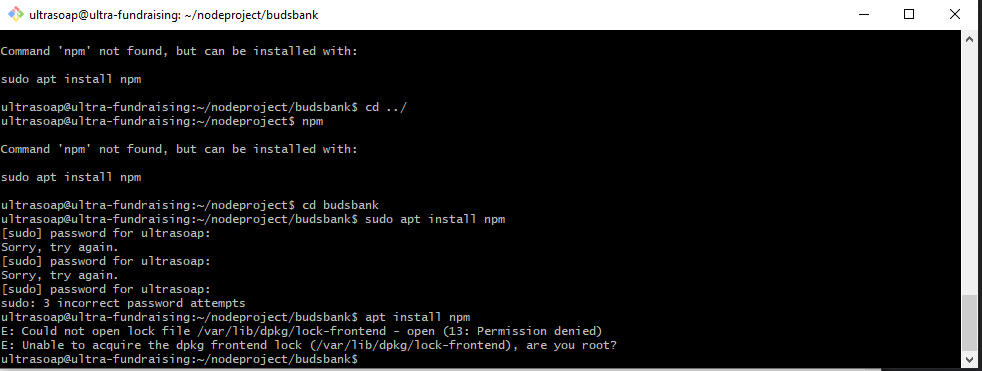 ultrasoap@ultra-fundraising: ~/nodeproject/budsbank
Command 'npm' not found, but can be installed with:
sudo apt install npm
ultrasoap@ultra-fundraising:~/nodeproject/budsbank$ cd ../
ultrasoap@ultra-fundraising:~/nodeproject$ npm
Command 'npm' not found, but can be installed with:
sudo apt install npm
ultrasoap@ultra-fundraising:~/nodeproject$ cd budsbank
ultrasoap@ultra-fundraising:~/nodeproject/budsbank$ sudo apt install npm
[sudo] password for ultrasoap:
Sorry, try again.
[sudo] password for ultrasoap:
Sorry, try again.
[sudo] password for ultrasoap:
sudo: 3 incorrect password attempts
ultrasoap@ultra-fundraising:~/nodeproject/budsbank$ apt install npm
E: Could not open lock file /var/lib/dpkg/lock-frontend - open (13: Permission denied)
E: Unable to acquire the dpkg frontend lock (/var/lib/dpkg/lock-frontend), are you root?
ultrasoap@ultra-fundraising:~/nodeproject/budsbank$